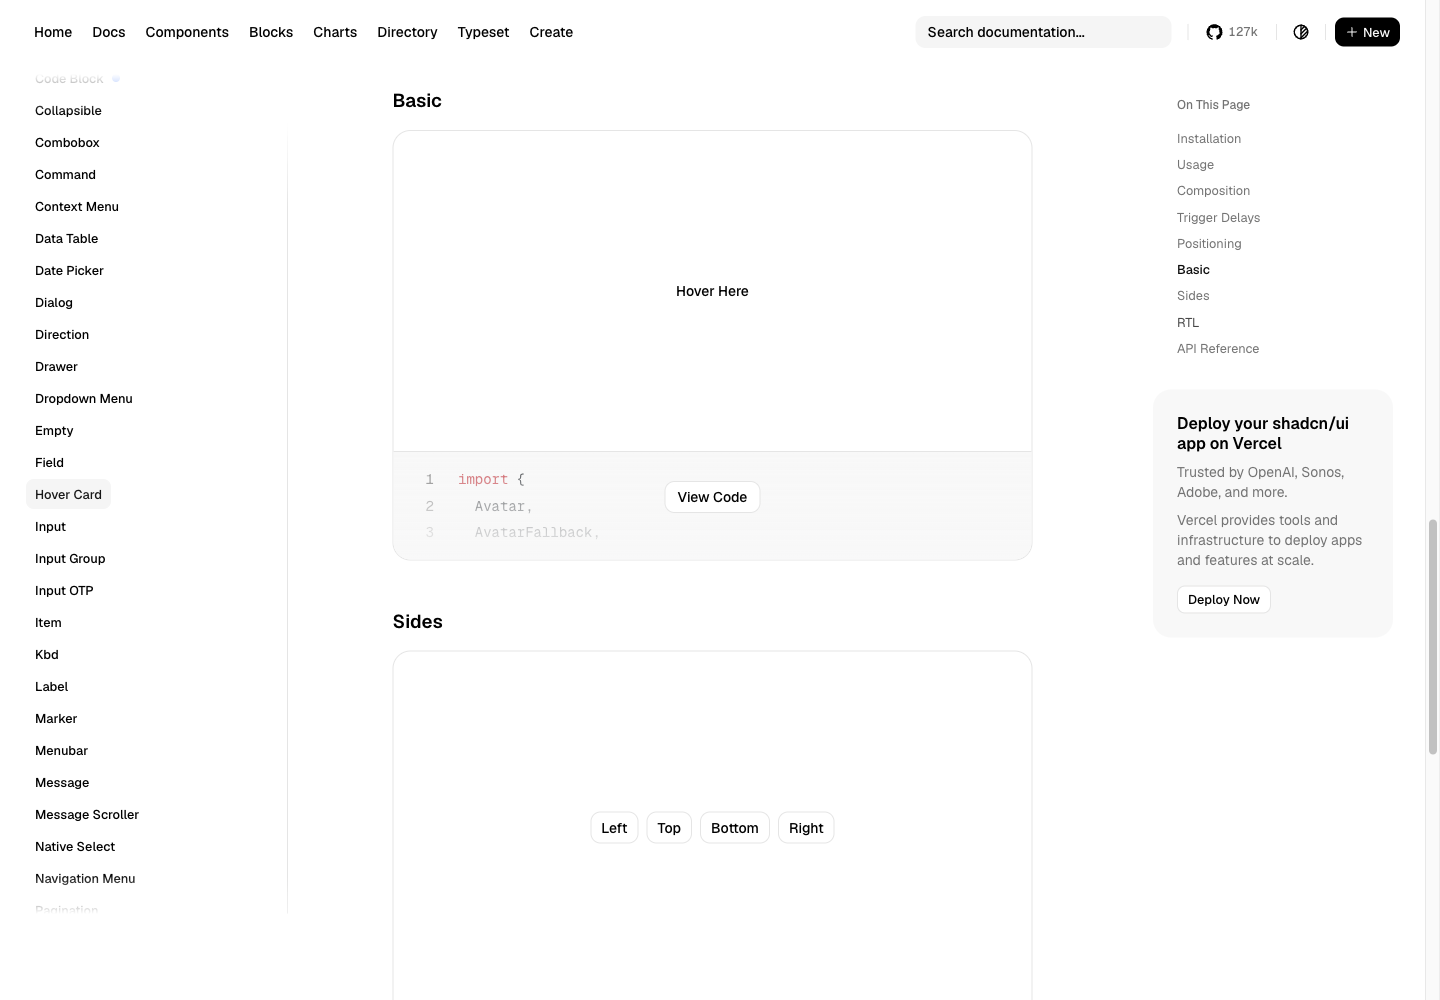 Home Docs Components Blocks Charts Directory Typeset Create
Search documentation...
127k
New
Code Block
Collapsible
Combobox
Command
Context Menu
Data Table
Date Picker
Dialog
Direction
Drawer
Dropdown Menu
Empty
Field
Hover Card
Input
Input Group
Input OTP
Item
Kbd
Label
Marker
Menubar
Message
Message Scroller
Native Select
Navigation Menu
Pagination
Basic
Hover Here
1 import {
2 Avatar,
3 AvatarFallback,
View Code
Sides
Left
Top
Bottom
Right
On This Page
Installation
Usage
Composition
Trigger Delays
Positioning
Basic
Sides
RTL
API Reference
Deploy your shadcn/ui
app on Vercel
Trusted by OpenAI, Sonos,
Adobe, and more.
Vercel provides tools and
infrastructure to deploy apps
and features at scale.
Deploy Now